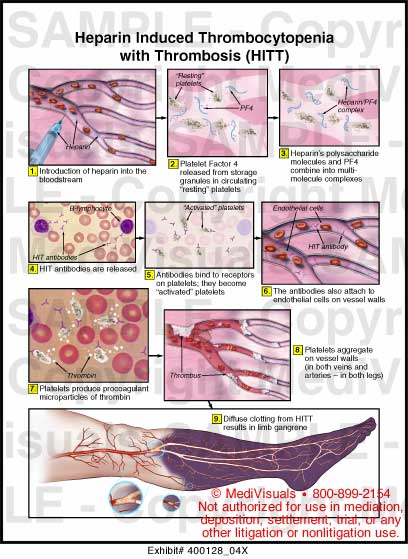 Heparin Induced Thrombocytopenia
with Thrombosis (HITT)
Heparin
1. Introduction of heparin into the
bloodstream
"Resting"
platelets
PF4
2. Platelet Factor 4
released from storage
granules in circulating
"resting" platelets
Heparin/PF4
complex
3. Heparin's polysaccharide
molecules and PF4
combine into multi-
molecule complexes
B-lymphocyte
HIT antibodies
4. HIT antibodies are released
"Activated" platelets
5. Antibodies bind to receptors
on platelets; they become
"activated" platelets
Endothelial cells
HIT antibody
6. The antibodies also attach to
endothelial cells on vessel walls
Thrombin
7. Platelets produce procoagulant
microparticles of thrombin
Thrombus
8. Platelets aggregate
on vessel walls
(in both veins and
arteries – in both legs)
9. Diffuse clotting from HITT
results in limb gangrene
© MediVisuals • 800-899-2154
Not authorized for use in mediation,
deposition, settlement, trial, or any
other litigation or nonlitigation use.
Exhibit# 400128_04X